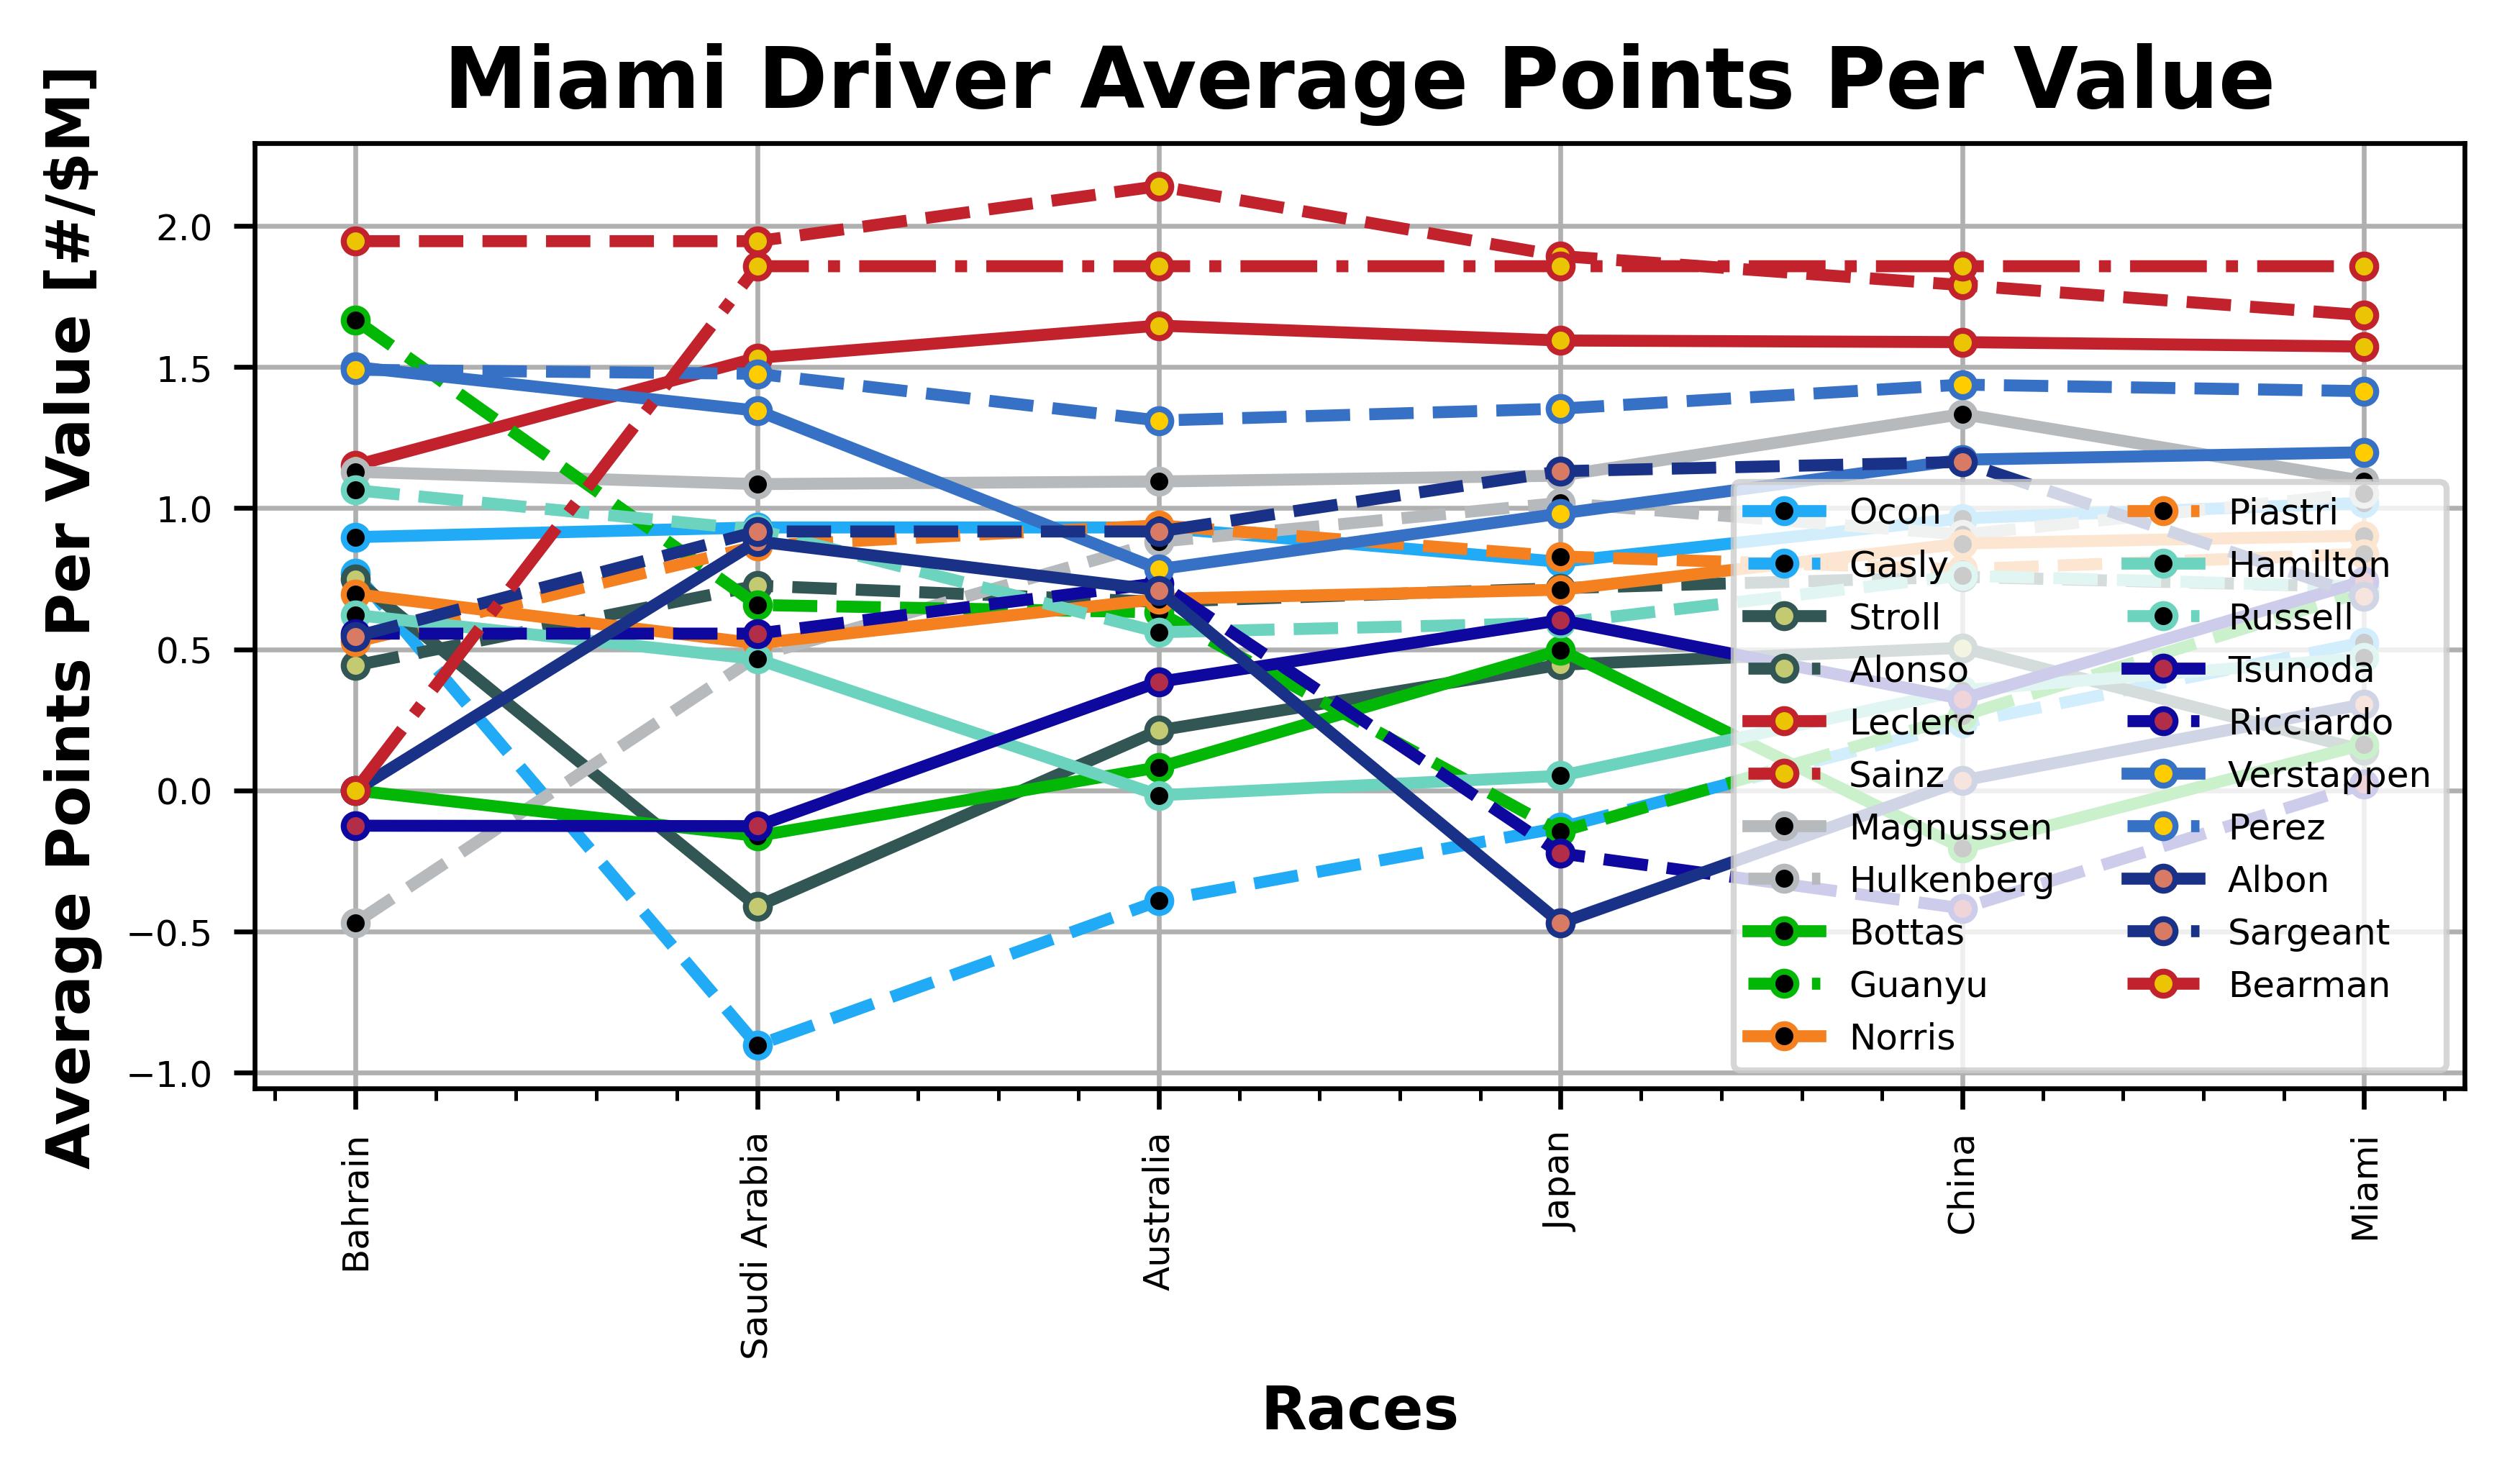 Miami Driver Average Points Per Value
Average Points Per Value [#/$M]
2.0
1.5
1.0
0.5
0.0
−0.5
−1.0
Ocon
Gasly
Stroll
Alonso
Leclerc
Sainz
Magnussen
Hulkenberg
Bottas
Guanyu
Norris
Piastri
Hamilton
Russell
Tsunoda
Ricciardo
Verstappen
Perez
Albon
Sargeant
Bearman
Bahrain
Saudi Arabia
Australia
Japan
China
Miami
Races